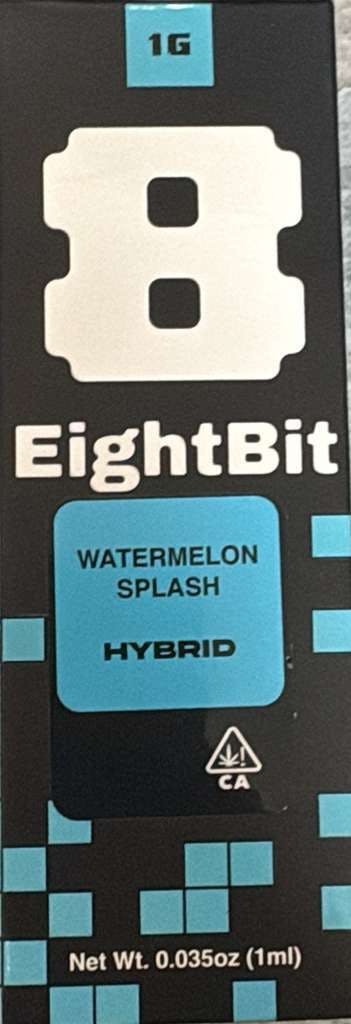 1G
8
EightBit
WATERMELON
SPLASH
HYBRID
CA
Net Wt. 0.035oz (1ml)